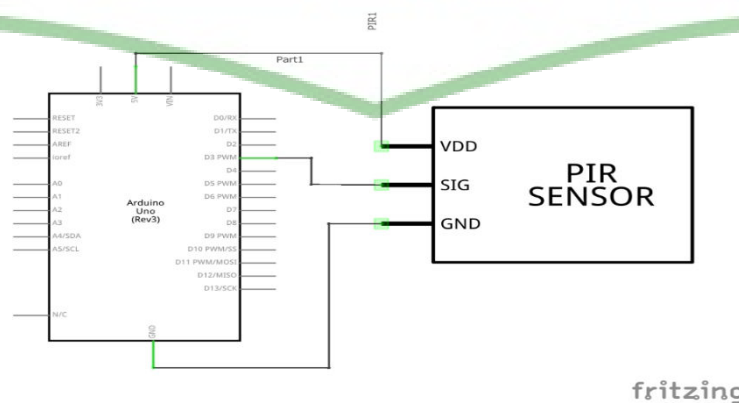 PIR1
Part1
3V3
5V
VIN
RESET
RESET2
AREF
ioref
A0
A1
A2
A3
A4/SDA
A5/SCL
N/C
Arduino
Uno
(Rev3)
D0/RX
D1/TX
D2
D3 PWM
D4
D5 PWM
D6 PWM
D7
D8
D9 PWM
D10 PWM/SS
D11 PWM/MOSI
D12/MISO
D13/SCK
GND
VDD
SIG
GND
PIR
SENSOR
fritzing